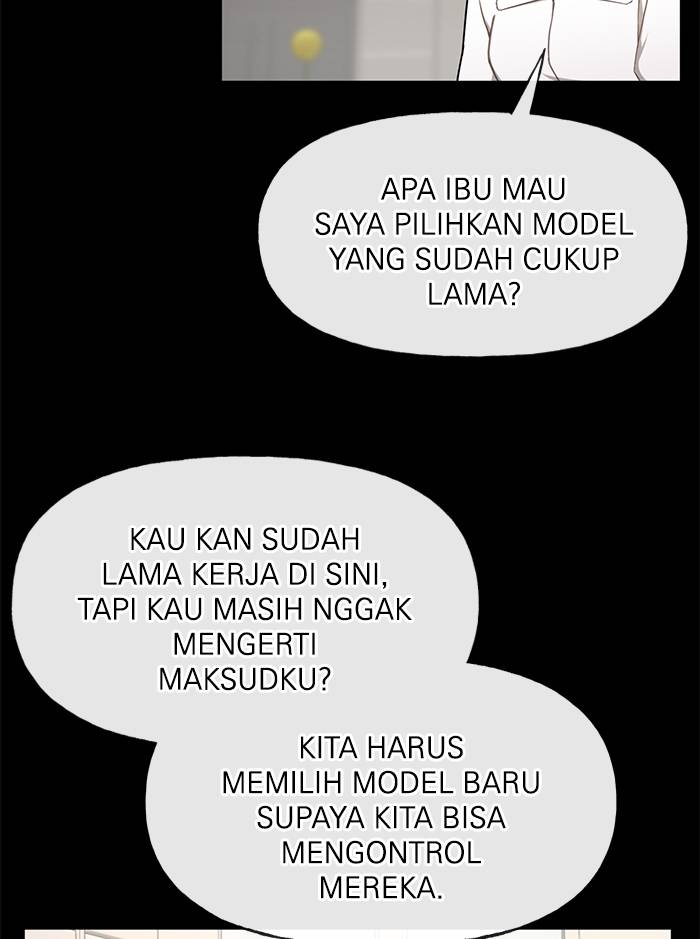 APA IBU MAU
SAYA PILIHKAN MODEL
YANG SUDAH CUKUP
LAMA?
KAU KAN SUDAH
LAMA KERJA DI SINI,
TAPI KAU MASIH NGGAK
MENGERTI
MAKSUDKU?
KITA HARUS
MEMILIH MODEL BARU
SUPAYA KITA BISA
MENGONTROL
MEREKA.